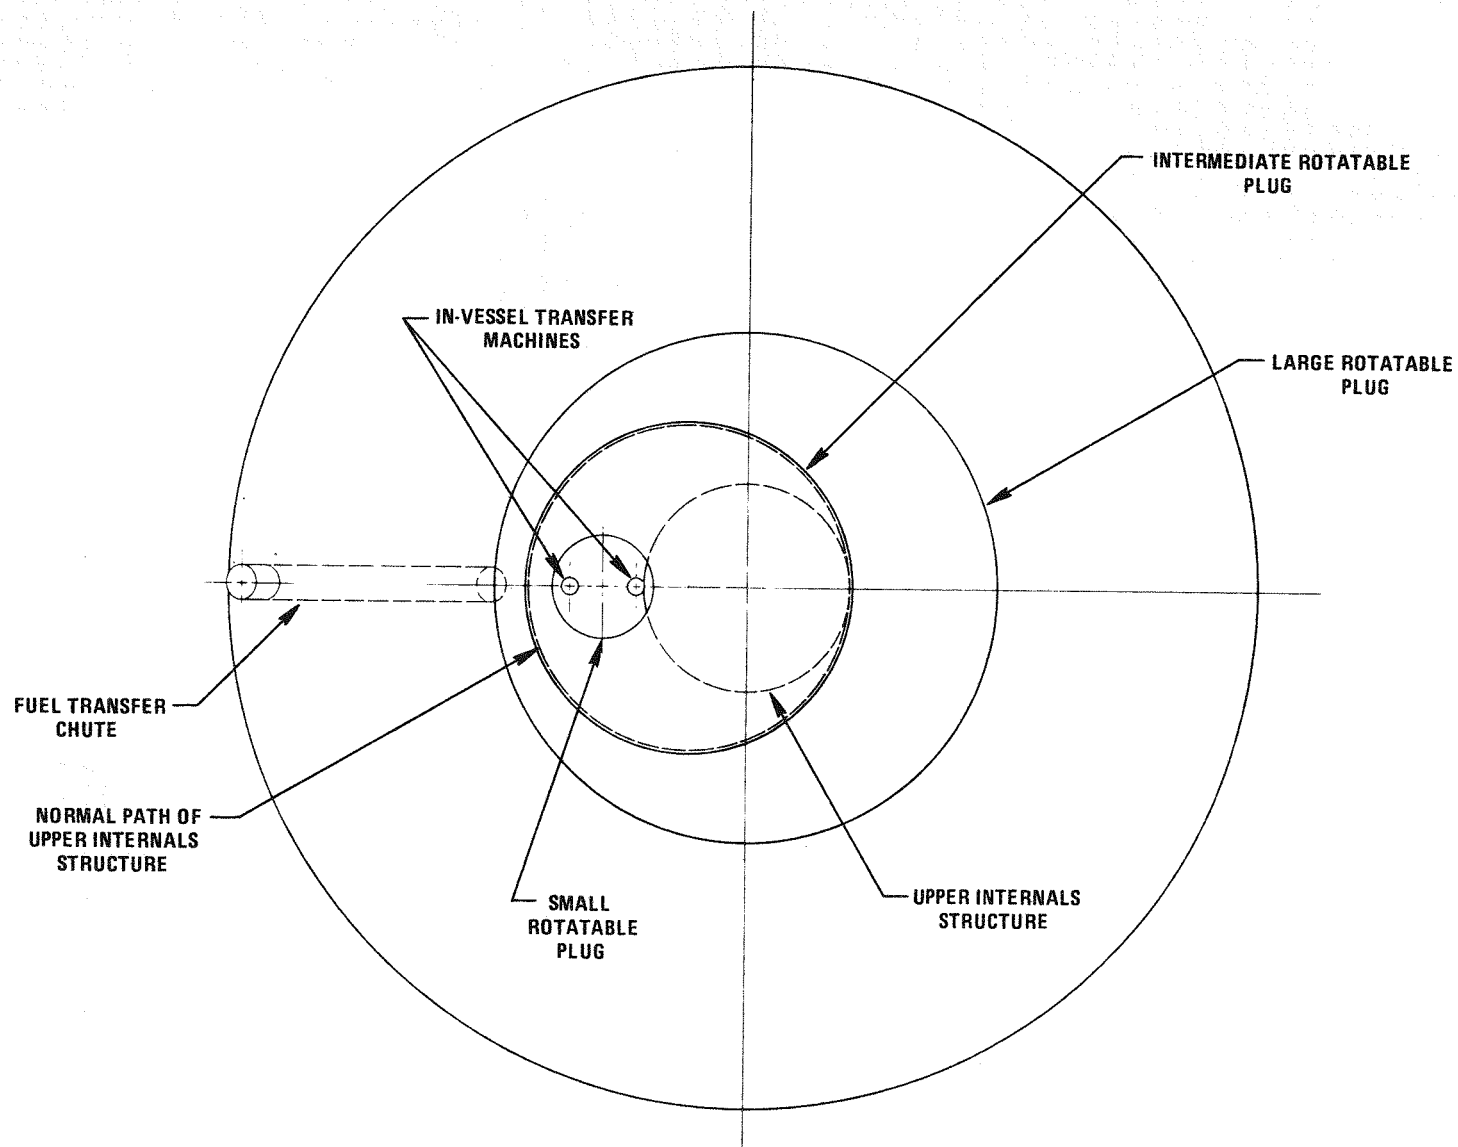 INTERMEDIATE ROTATABLE
PLUG
IN-VESSEL TRANSFER
MACHINES
LARGE ROTATABLE
PLUG
FUEL TRANSFER
CHUTE
NORMAL PATH OF
UPPER INTERNALS
STRUCTURE
SMALL
ROTATABLE
PLUG
UPPER INTERNALS
STRUCTURE